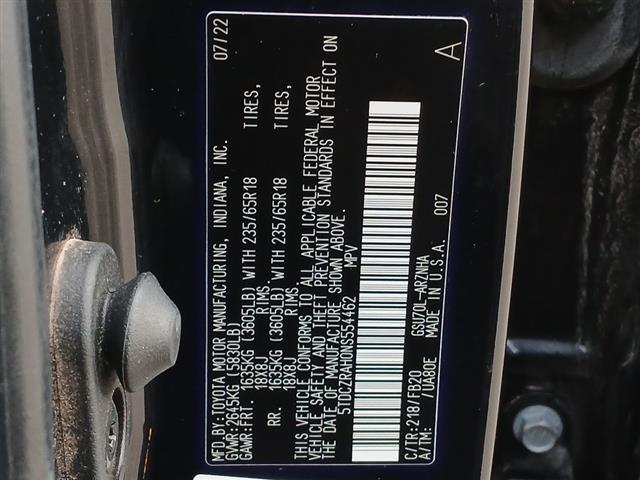 MFD.BY:TOYOTA MOTOR MANUFACTURING, INDIANA, INC. 07/22
GVWR:2645KG (5830LB)
GAWR:FRT. 1635KG (3605LB) WITH 235/65R18 TIRES,
18X8J RIMS,
RR. 1635KG (3605LB) WITH 235/65R18 TIRES,
18X8J RIMS,
THIS VEHICLE CONFORMS TO ALL APPLICABLE FEDERAL MOTOR
VEHICLE SAFETY AND THEFT PREVENTION STANDARDS IN EFFECT ON
THE DATE OF MANUFACTURE SHOWN ABOVE.
5TDCZRAH0NS554462 MPV
A
007
C/TR:218/FB20 GSU70L-ARZNHA
A/TM: /UA80E MADE IN U.S.A.